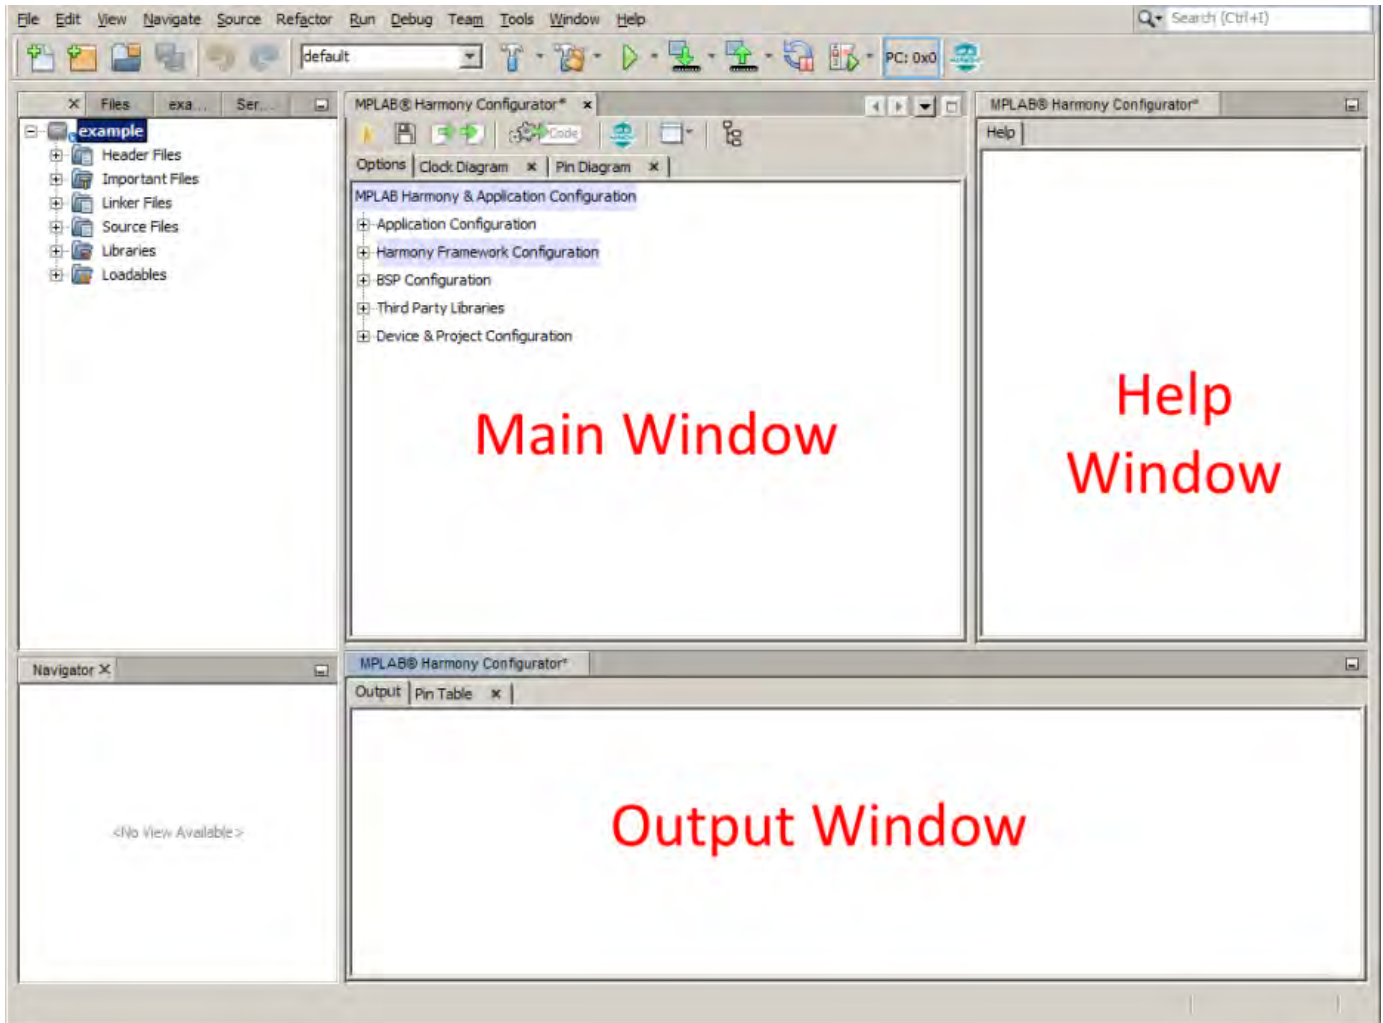 File Edit View Navigate Source Refactor Run Debug Team Tools Window Help Search (Ctrl+I)
default PC: 0x0
Files exa... Ser...
example
Header Files
Important Files
Linker Files
Source Files
Libraries
Loadables
MPLAB® Harmony Configurator*
Code
Options Clock Diagram Pin Diagram
MPLAB Harmony & Application Configuration
Application Configuration
Harmony Framework Configuration
BSP Configuration
Third Party Libraries
Device & Project Configuration
Main Window
MPLAB® Harmony Configurator*
Help
Help
Window
Navigator
<No View Available>
MPLAB® Harmony Configurator*
Output Pin Table
Output Window